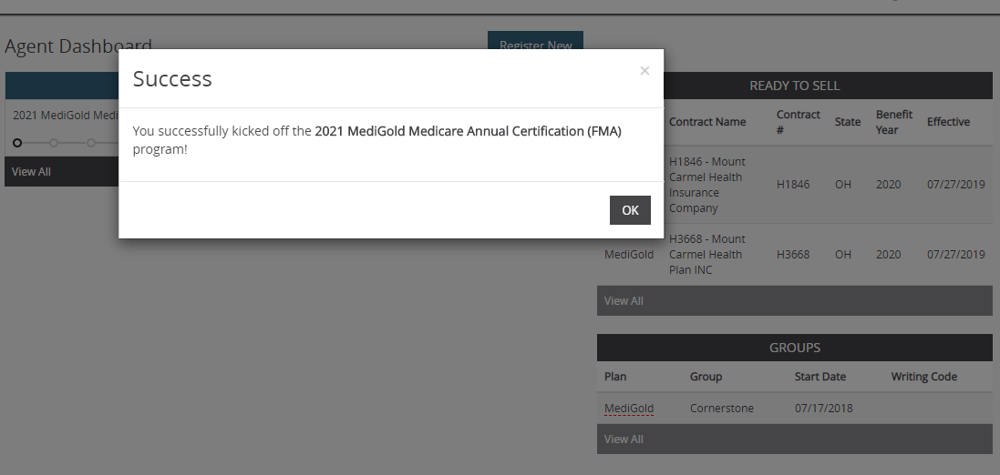 Agent Dashboard
Register New
Success
×
You successfully kicked off the 2021 MediGold Medicare Annual Certification (FMA)
program!
OK
2021 MediGold Medi
View All
READY TO SELL
Contract Name Contract # State Benefit Year Effective
H1846 - Mount Carmel Health Insurance Company H1846 OH 2020 07/27/2019
MediGold H3668 - Mount Carmel Health Plan INC H3668 OH 2020 07/27/2019
View All
GROUPS
Plan Group Start Date Writing Code
MediGold Cornerstone 07/17/2018
View All